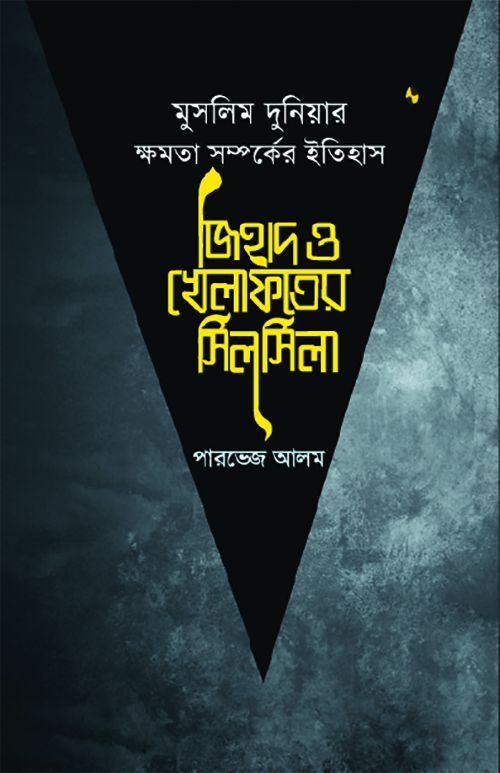 মুসলিম দুনিয়ার
ক্ষমতা সম্পর্কের ইতিহাস
জিহাদ ও
খেলাফতের
সিলসিলা
পারভেজ আলম